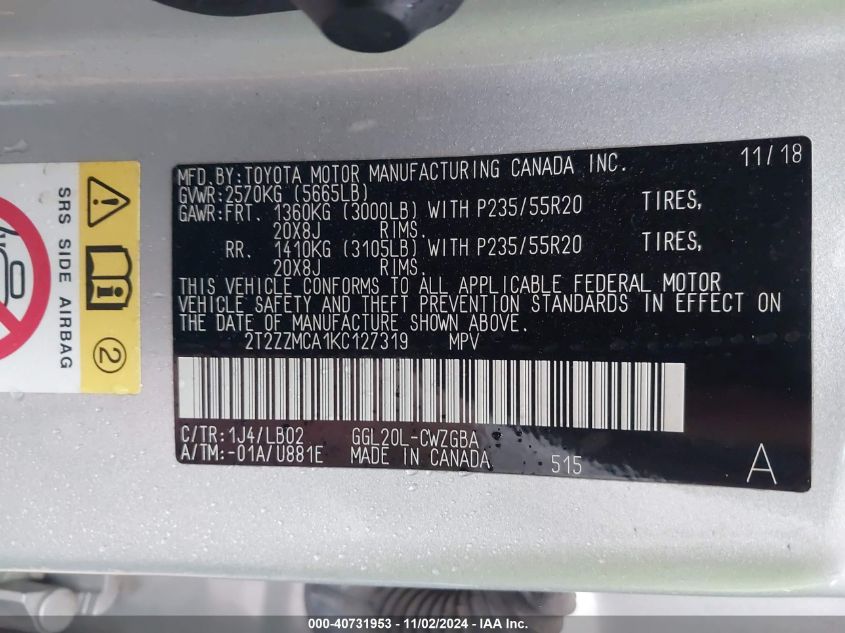 MFD.BY:TOYOTA MOTOR MANUFACTURING CANADA INC. 11/18
GVWR:2570KG (5665LB)
GAWR:FRT. 1360KG (3000LB) WITH P235/55R20 TIRES,
20X8J RIMS.
RR. 1410KG (3105LB) WITH P235/55R20 TIRES,
20X8J RIMS.
THIS VEHICLE CONFORMS TO ALL APPLICABLE FEDERAL MOTOR
VEHICLE SAFETY AND THEFT PREVENTION STANDARDS IN EFFECT ON
THE DATE OF MANUFACTURE SHOWN ABOVE.
2T2ZZMCA1KC127319 MPV
C/TR:1J4/LB02 GGL20L-CWZGBA
A/TM:-01A/U881E MADE IN CANADA 515 A
SRS SIDE AIRBAG
2
000-40731953 - 11/02/2024 - IAA Inc.